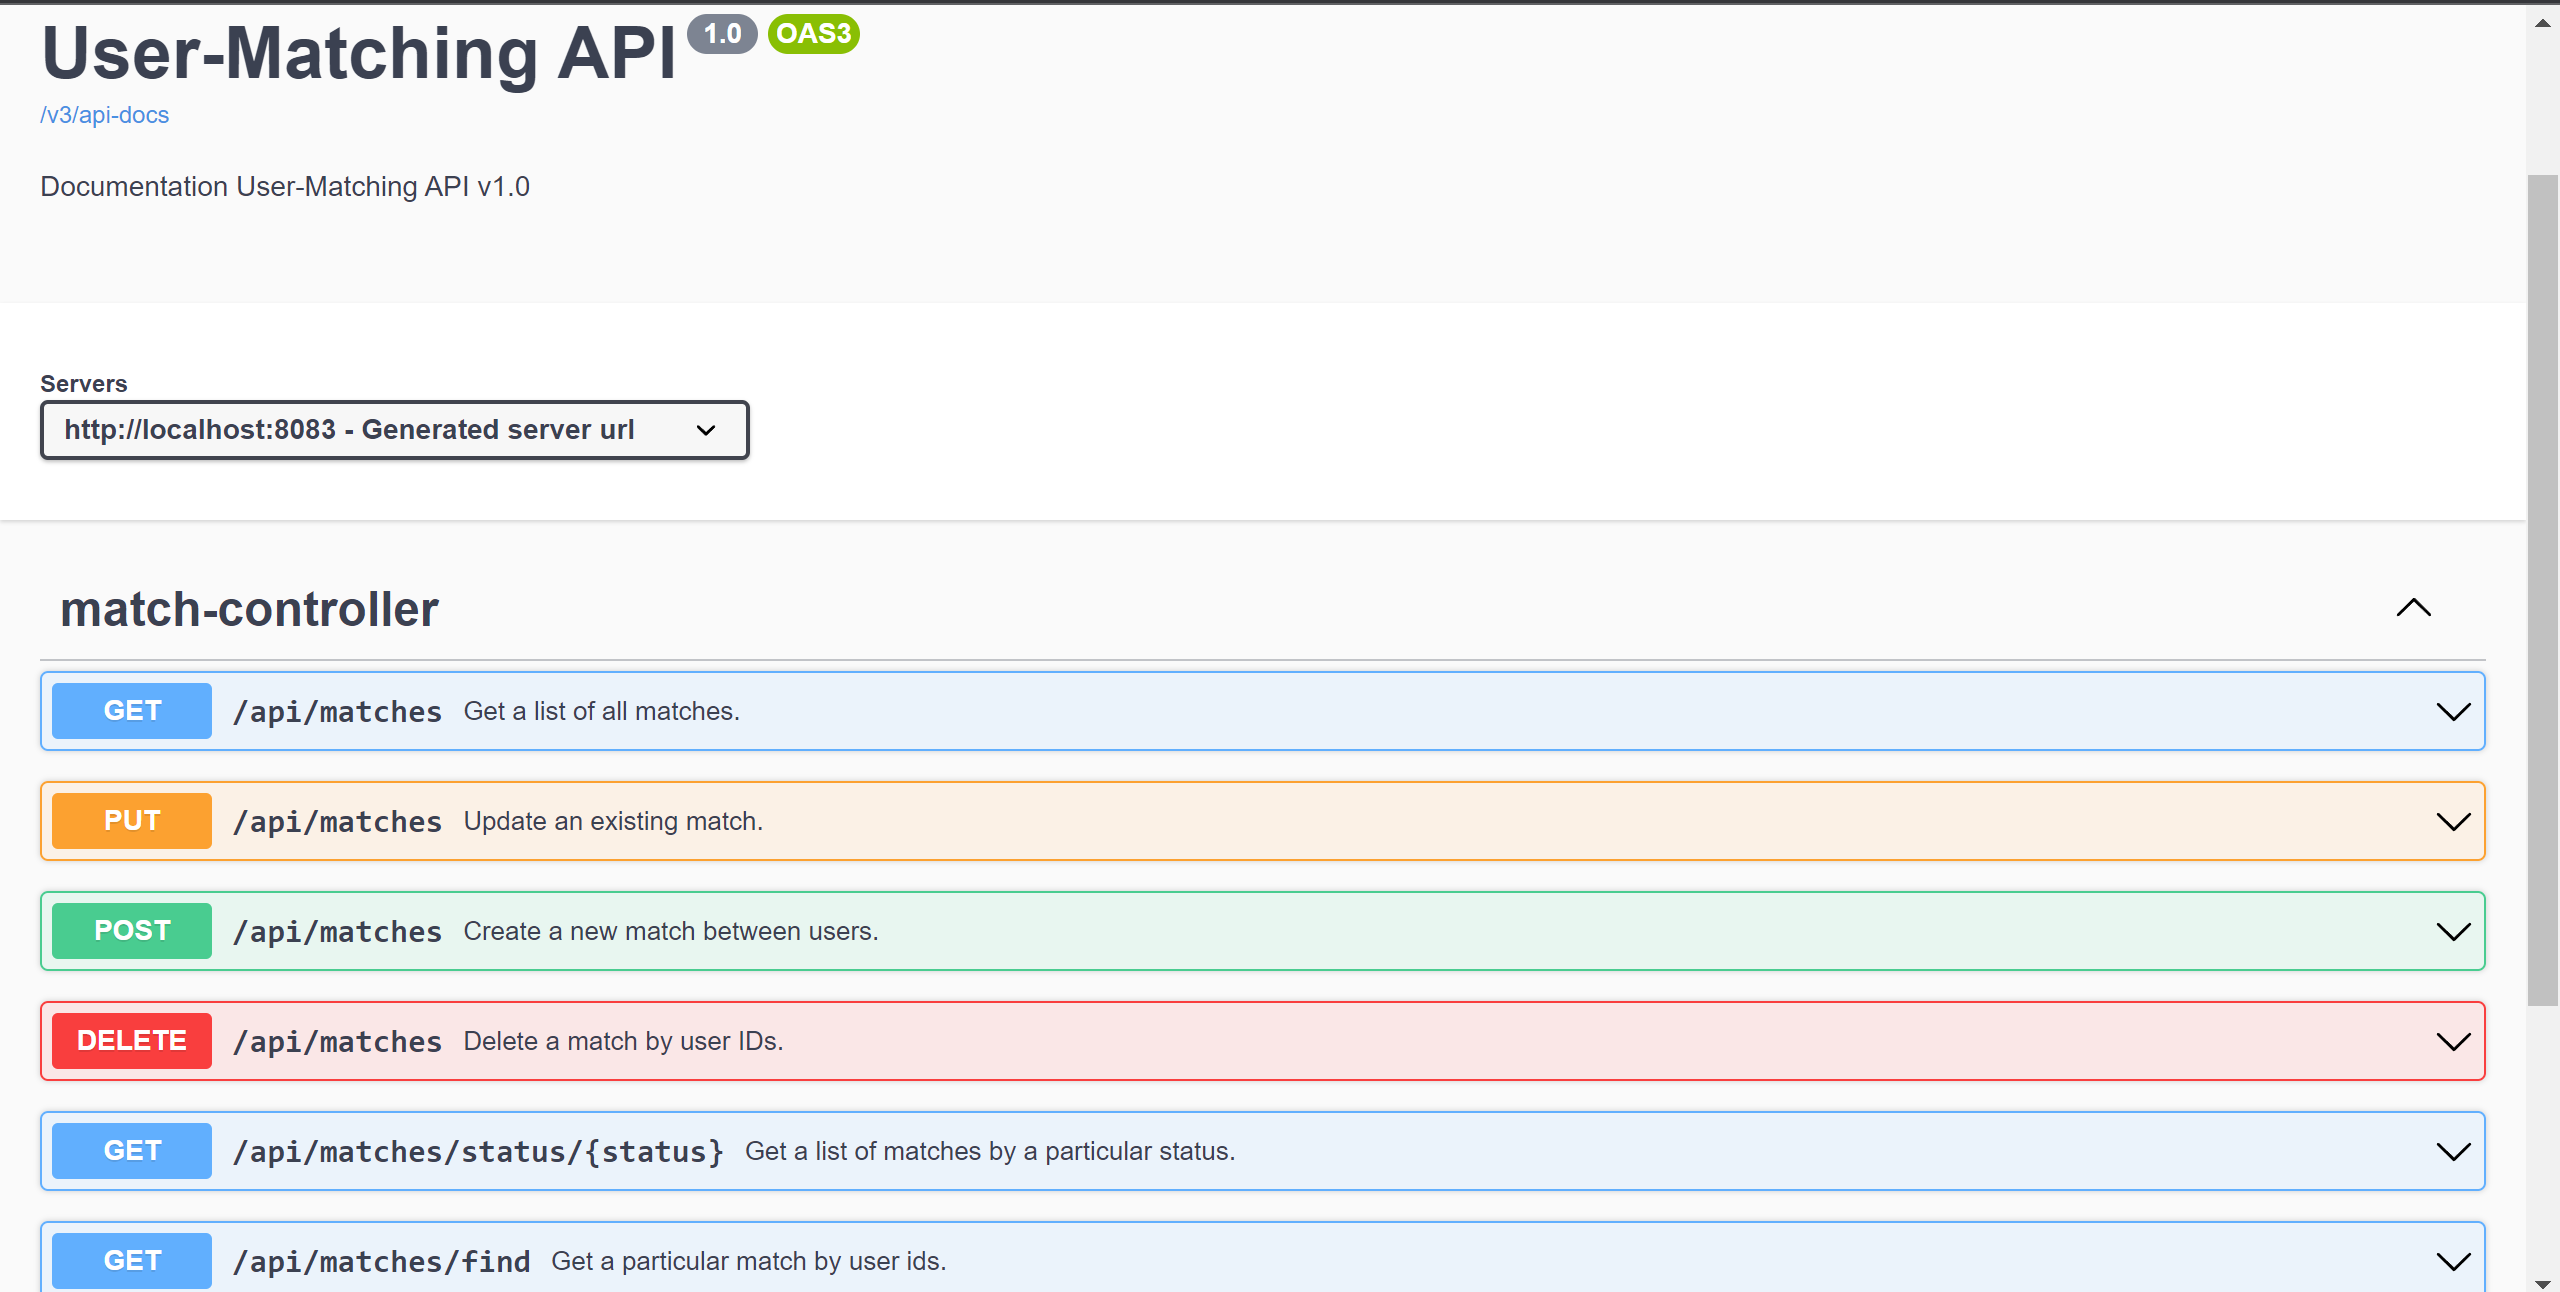 User-Matching API 1.0 OAS3
/v3/api-docs
Documentation User-Matching API v1.0
Servers
http://localhost:8083 - Generated server url
match-controller
GET /api/matches Get a list of all matches.
PUT /api/matches Update an existing match.
POST /api/matches Create a new match between users.
DELETE /api/matches Delete a match by user IDs.
GET /api/matches/status/{status} Get a list of matches by a particular status.
GET /api/matches/find Get a particular match by user ids.